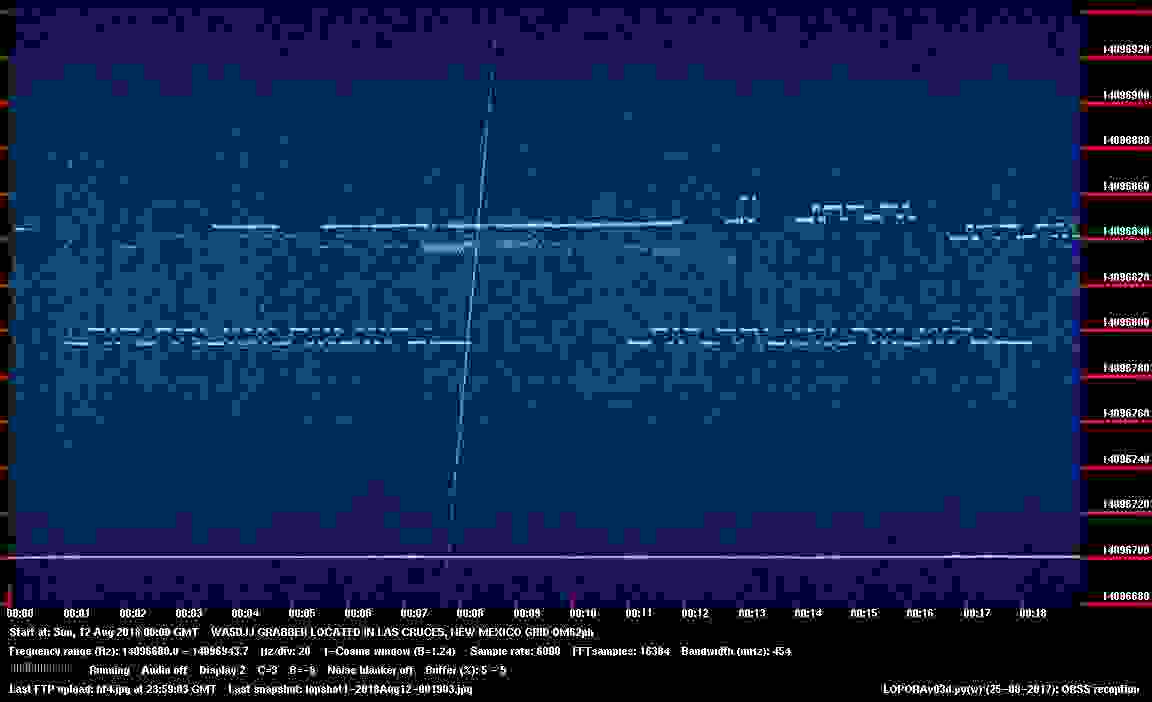 14096920
14096900
14096880
14096860
14096840
14096820
14096800
14096780
14096760
14096740
14096720
14096700
14096680
00:00 00:01 00:02 00:03 00:04 00:05 00:06 00:07 00:08 00:09 00:10 00:11 00:12 00:13 00:14 00:15 00:16 00:17 00:18
Start at: Sun, 12 Aug 2018 00:00 GMT WA5DJJ GRABBER LOCATED IN LAS CRUCES, NEW MEXICO GRID DM62ph
Frequency range (Hz): 14096680.0 - 14096943.7 Hz/div: 20 1-Cosine window (B=1.24) Sample rate: 6000 FFTsamples: 16384 Bandwidth (mHz): 454
Running Audio off Display 2 C=3 B=-8 Noise blanker off Buffer (%): 5 - 5
Last FTP upload: hf4.jpg at 23:59:03 GMT Last snapshot: lopshot1-2018Aug12-001903.jpg
LOPORA (25-08-2017): QRSS reception